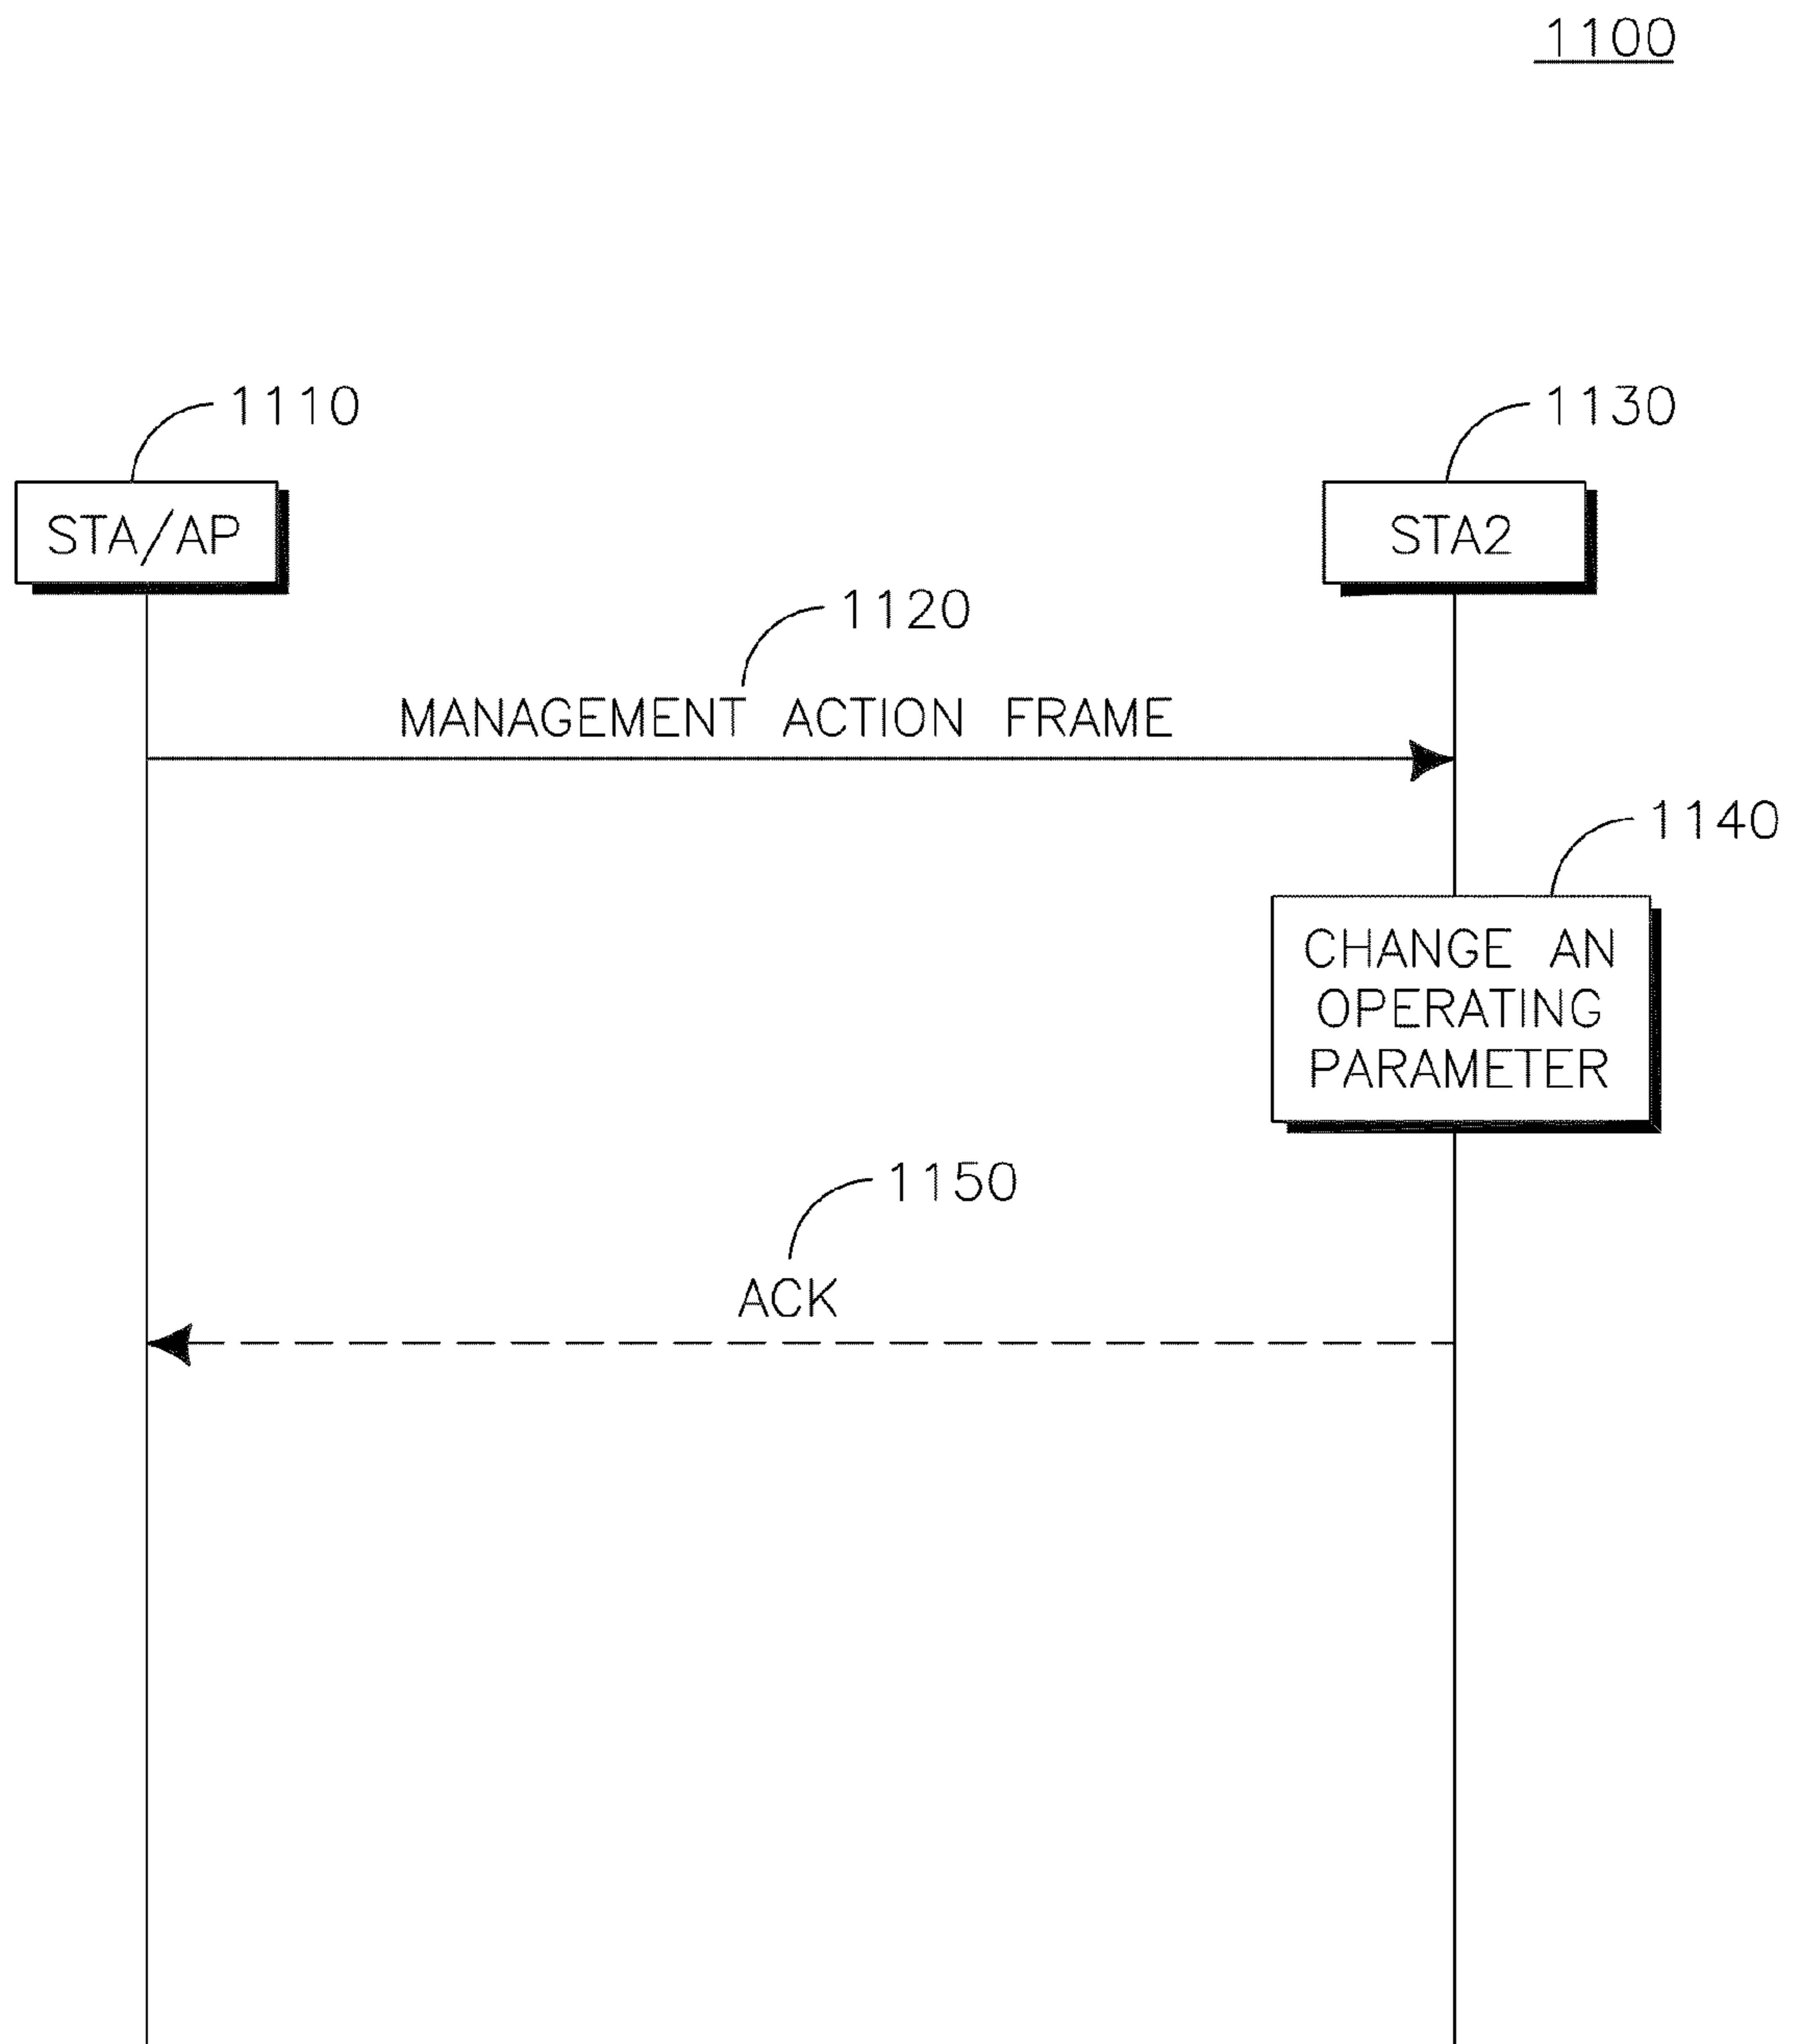 1100
1110
1130
STA/AP
STA2
1120
MANAGEMENT ACTION FRAME
1140
CHANGE AN
OPERATING
PARAMETER
1150
ACK